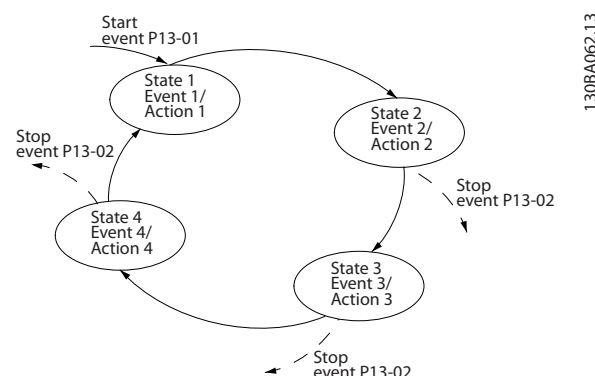 Start
event P13-01
130BA062.13
State 1
Event 1/
Action 1
State 2
Event 2/
Action 2
Stop
event P13-02
Stop
event P13-02
State 4
Event 4/
Action 4
State 3
Event 3/
Action 3
Stop
event P13-02